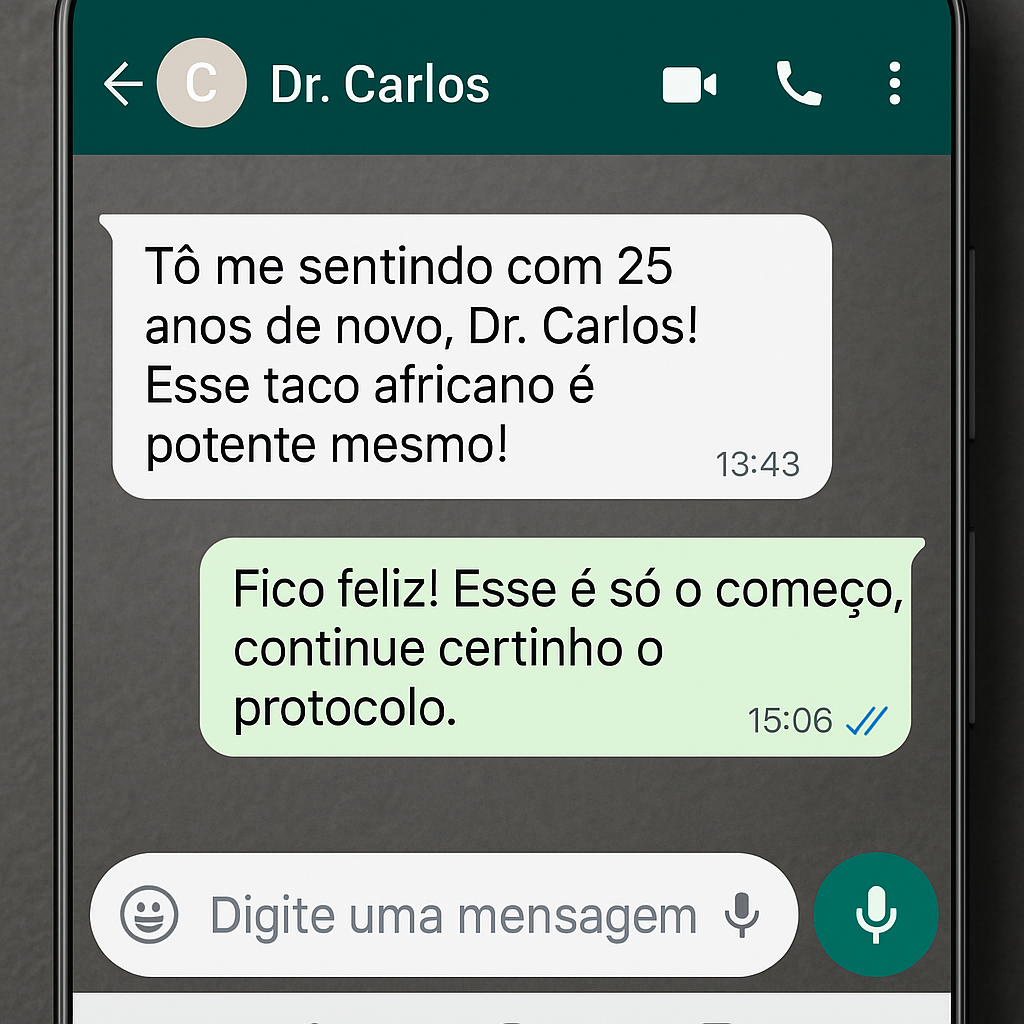 C Dr. Carlos
Tô me sentindo com 25
anos de novo, Dr. Carlos!
Esse taco africano é
potente mesmo!
13:43
Fico feliz! Esse é só o começo,
continue certinho o
protocolo.
15:06
Digite uma mensagem